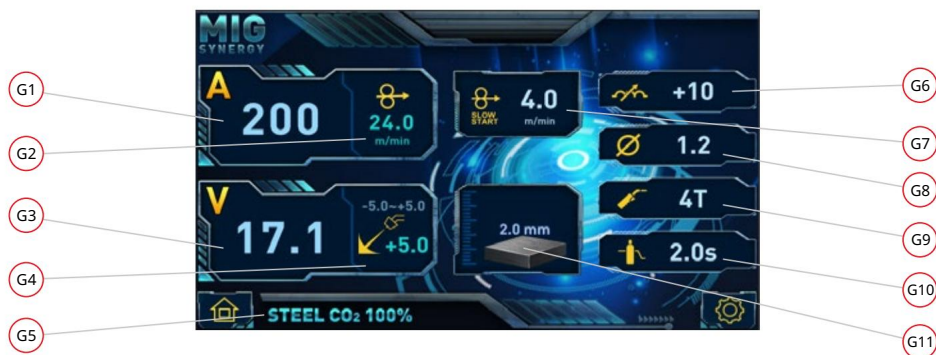 MIG
SYNERGY
G1
A
200
24.0
m/min
G2
SLOW
START
4.0
m/min
+10
G6
G7
1.2
G8
G3
V
17.1
-5.0~+5.0
+5.0
G4
2.0 mm
4T
G9
2.0s
G10
G5
STEEL CO₂ 100%
G11